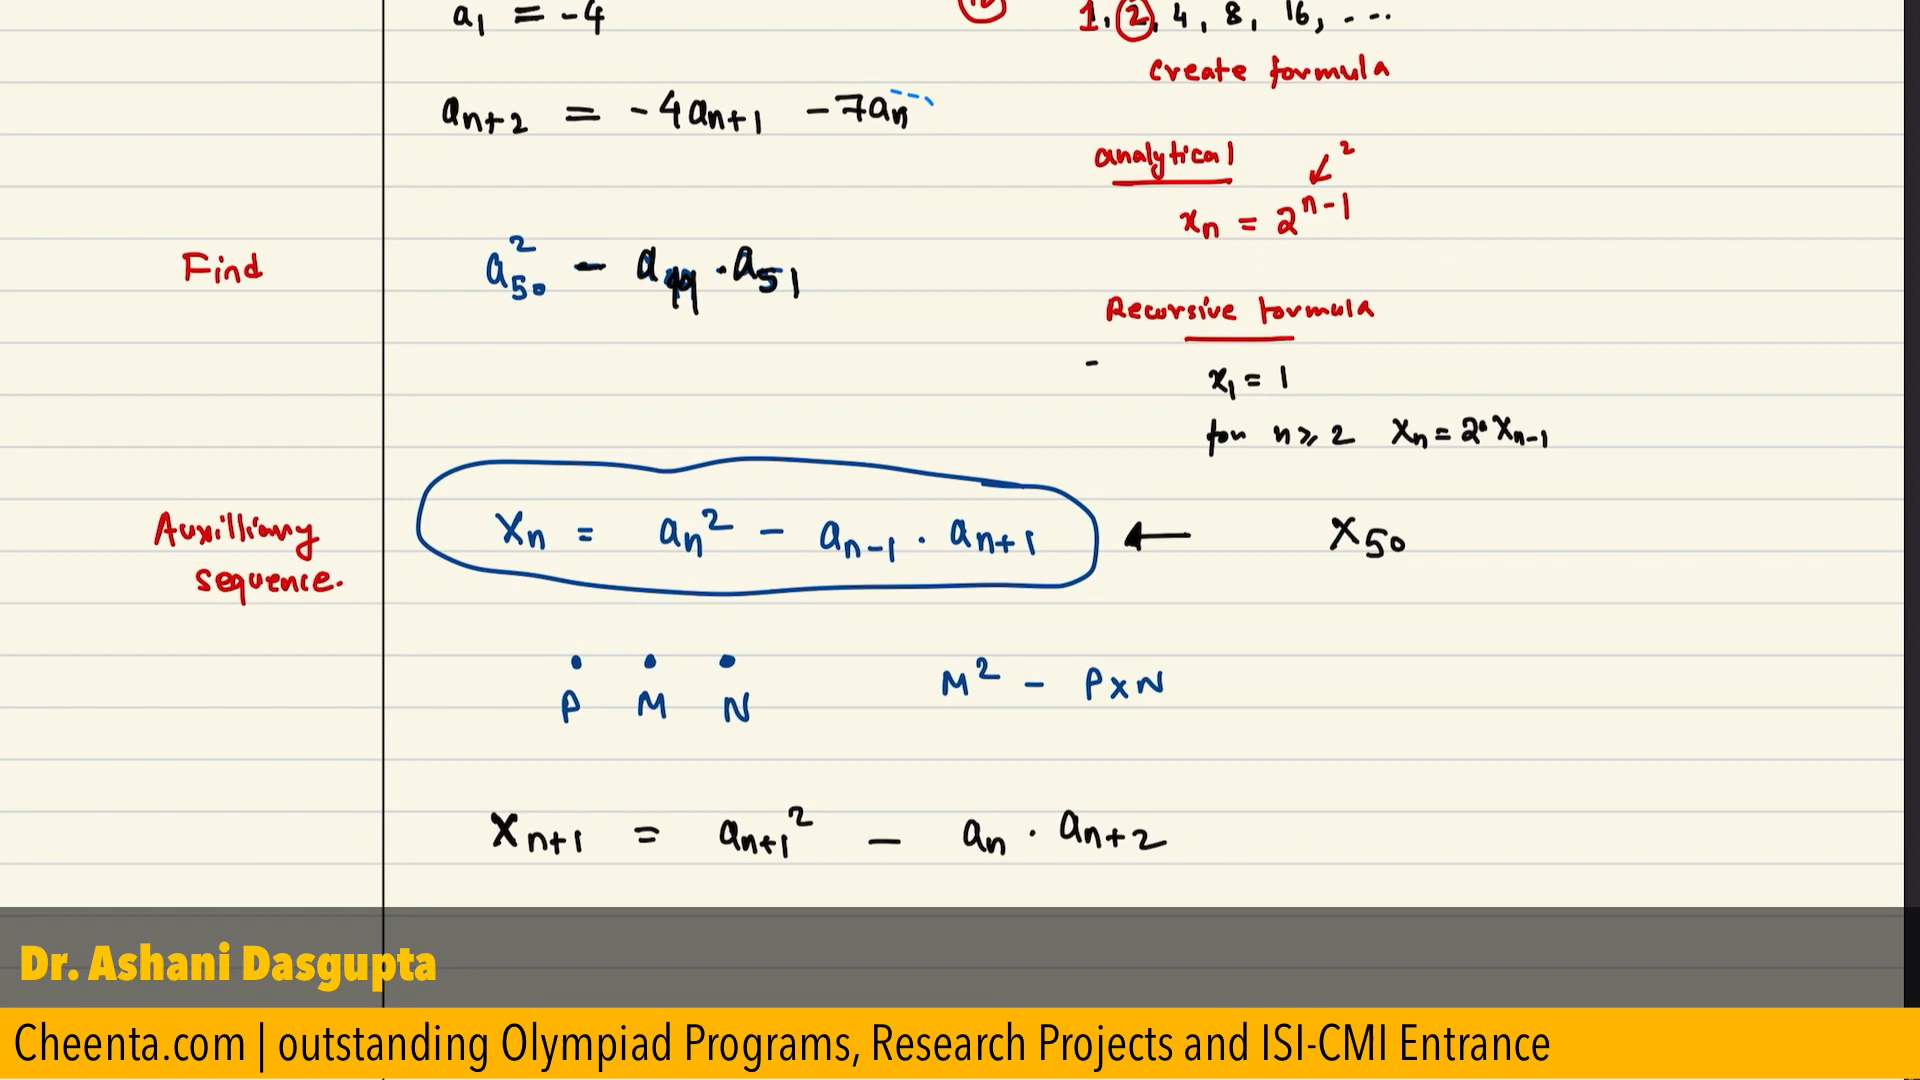 a₁ = -4
1, 2, 4, 8, 16, ...
create formula
aₙ₊₂ = -4aₙ₊₁ -7aₙ
analytical
2
xₙ = 2ⁿ⁻¹
Find
a₅₀² - a₄₉ · a₅₁
Recursive formula
-
x₁ = 1
for n ≥ 2 xₙ = 2·xₙ₋₁
Auxilliary
sequence.
xₙ = aₙ² - aₙ₋₁ · aₙ₊₁
x₅₀
P M N
M² - P×N
xₙ₊₁ = aₙ₊₁² - aₙ · aₙ₊₂
Dr. Ashani Dasgupta
Cheenta.com | outstanding Olympiad Programs, Research Projects and ISI-CMI Entrance